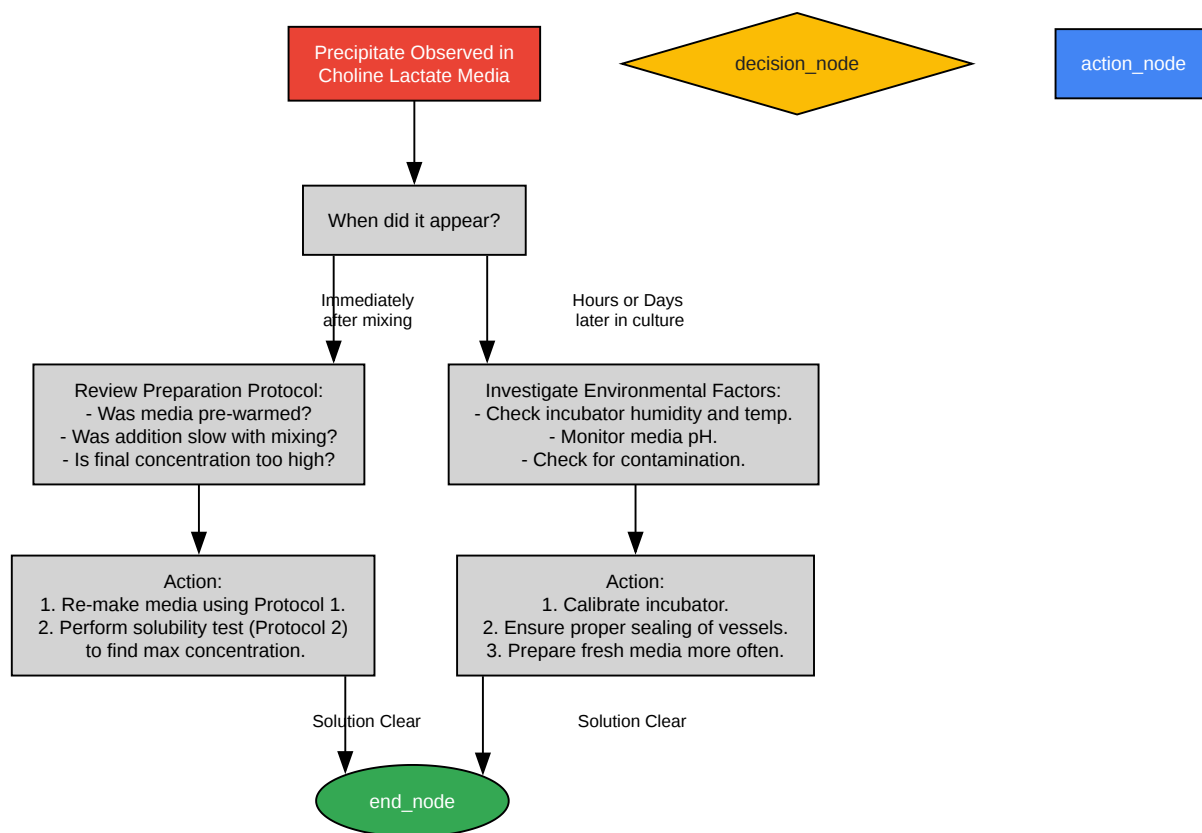 Precipitate Observed in
Choline Lactate Media
decision_node
action_node
When did it appear?
Immediately
after mixing
Hours or Days
later in culture
Review Preparation Protocol:
- Was media pre-warmed?
- Was addition slow with mixing?
- Is final concentration too high?
Investigate Environmental Factors:
- Check incubator humidity and temp.
- Monitor media pH.
- Check for contamination.
Action:
1. Re-make media using Protocol 1.
2. Perform solubility test (Protocol 2)
to find max concentration.
Action:
1. Calibrate incubator.
2. Ensure proper sealing of vessels.
3. Prepare fresh media more often.
Solution Clear
Solution Clear
end_node